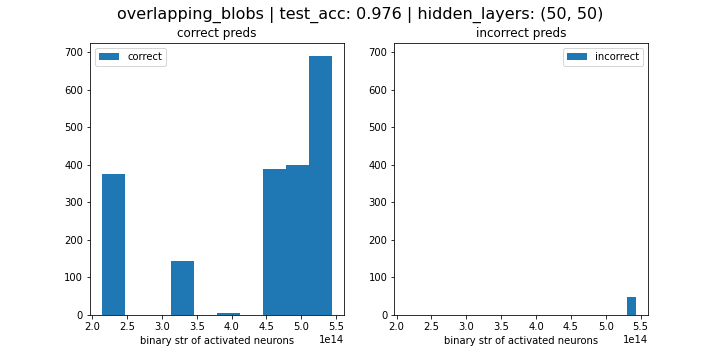 overlapping_blobs | test_acc: 0.976 | hidden_layers: (50, 50)
correct preds
incorrect preds
correct
incorrect
700
600
500
400
300
200
100
0
2.0 2.5 3.0 3.5 4.0 4.5 5.0 5.5
1e14
binary str of activated neurons
700
600
500
400
300
200
100
0
2.0 2.5 3.0 3.5 4.0 4.5 5.0 5.5
1e14
binary str of activated neurons